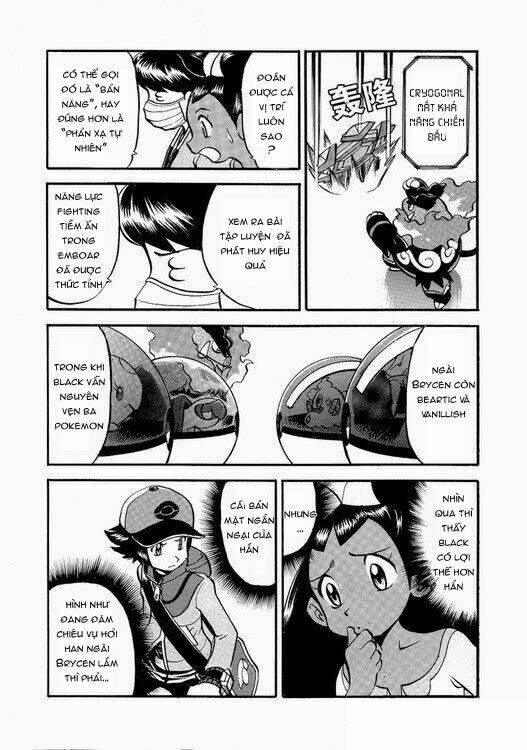 CRYOGONAL
MẤT KHẢ
NĂNG CHIẾN
ĐẤU
轰隆
ĐOÁN
ĐƯỢC CẢ
VỊ TRÍ
LUÔN
SAO
?
CÓ THỂ GỌI
ĐÓ LÀ "BẢN
NĂNG", HAY
ĐÚNG HƠN LÀ
"PHẢN XẠ TỰ
NHIÊN"
XEM RA BÀI
TẬP LUYỆN ĐÃ
PHÁT HUY HIỆU
QUẢ
NĂNG LỰC
FIGHTING
TIỀM ẨN
TRONG
EMBOAR
ĐÃ ĐƯỢC
THỨC TỈNH
NGÀI
BRYCEN CÒN
BEARTIC VÀ
VANILLISH
TRONG KHI
BLACK VẪN
NGUYÊN
VẸN BA
POKEMON
NHÌN
QUA THÌ
THẤY BLACK
CÓ LỢI
THẾ HƠN
HẲN
NHƯNG
...
CÁI BẢN
MẶT NGẦN
NGẠI CỦA
HẮN
HÌNH NHƯ
ĐANG ĐĂM
CHIÊU VỤ HỎI
HAN NGÀI
BRYCEN LẮM
THÌ PHẢI...